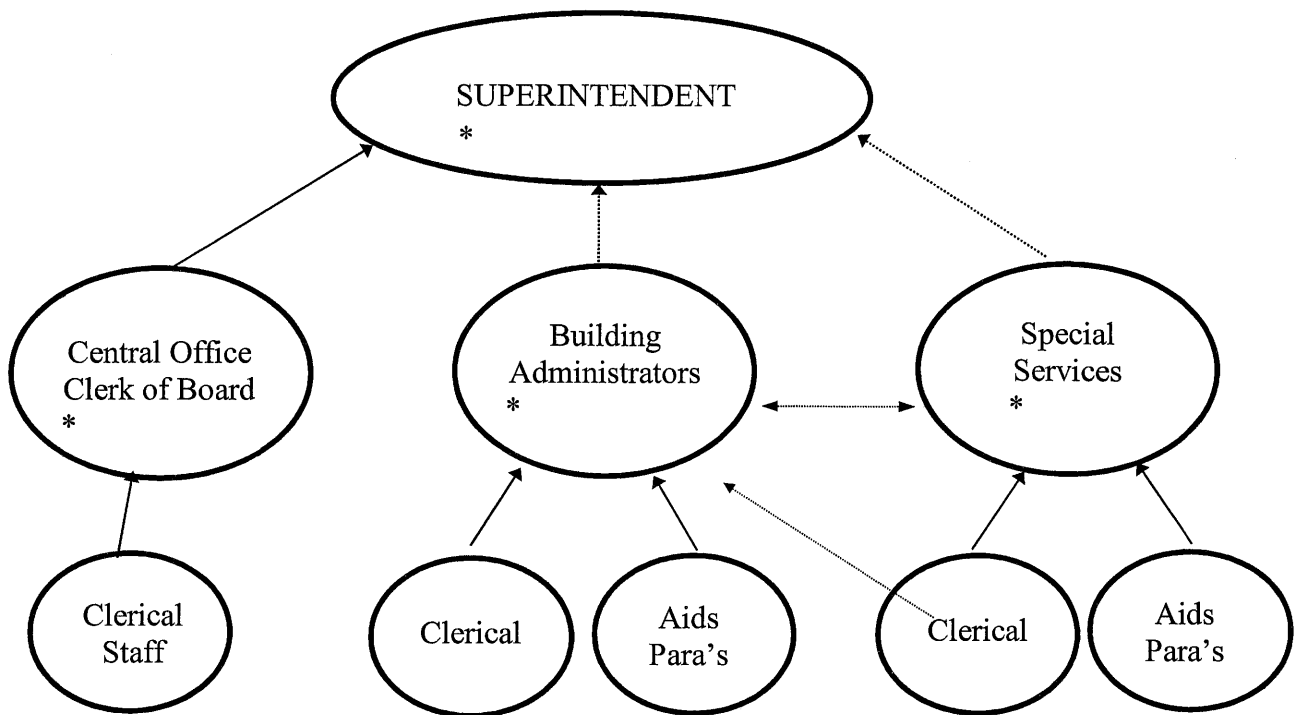 SUPERINTENDENT
*
Central Office
Clerk of Board
*
Building
Administrators
*
Special
Services
*
Clerical
Staff
Clerical
Aids
Para's
Clerical
Aids
Para's